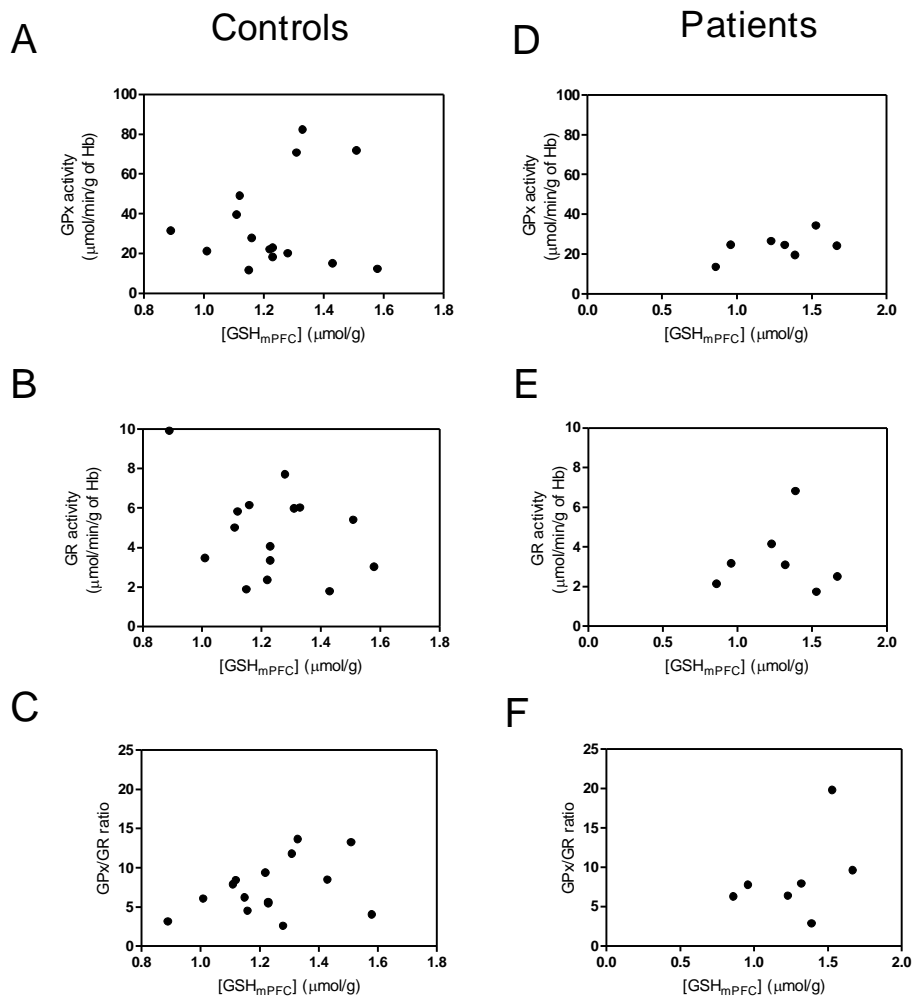 Controls
Patients
A
D
100
80
60
40
20
0
GPx activity
(μmol/min/g of Hb)
0.8 1.0 1.2 1.4 1.6 1.8
[GSHmPFC] (μmol/g)
100
80
60
40
20
0
GPx activity
(μmol/min/g of Hb)
0.0 0.5 1.0 1.5 2.0
[GSHmPFC] (μmol/g)
B
E
10
8
6
4
2
0
GR activity
(μmol/min/g of Hb)
0.8 1.0 1.2 1.4 1.6 1.8
[GSHmPFC] (μmol/g)
10
8
6
4
2
0
GR activity
(μmol/min/g of Hb)
0.0 0.5 1.0 1.5 2.0
[GSHmPFC] (μmol/g)
C
F
25
20
15
10
5
0
GPx/GR ratio
0.8 1.0 1.2 1.4 1.6 1.8
[GSHmPFC] (μmol/g)
25
20
15
10
5
0
GPx/GR ratio
0.0 0.5 1.0 1.5 2.0
[GSHmPFC] (μmol/g)